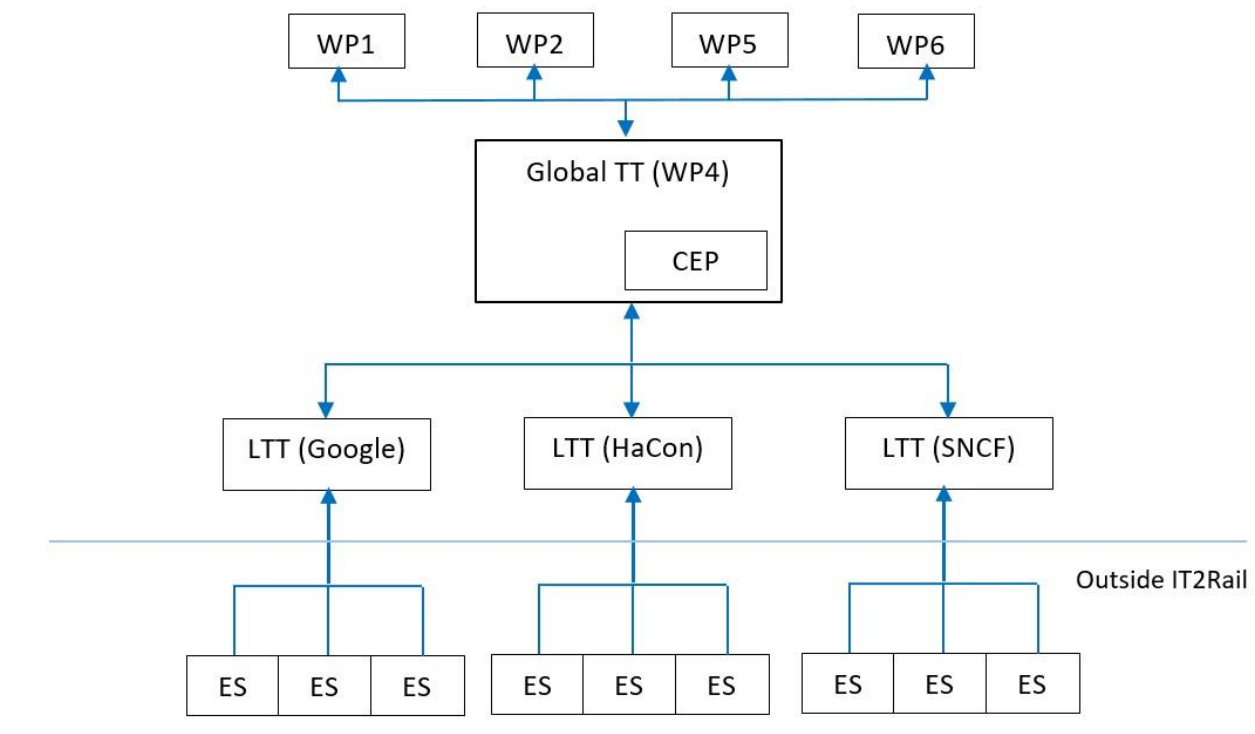 WP1
WP2
WP5
WP6
Global TT (WP4)
CEP
LTT (Google)
LTT (HaCon)
LTT (SNCF)
Outside IT2Rail
ES
ES
ES
ES
ES
ES
ES
ES
ES